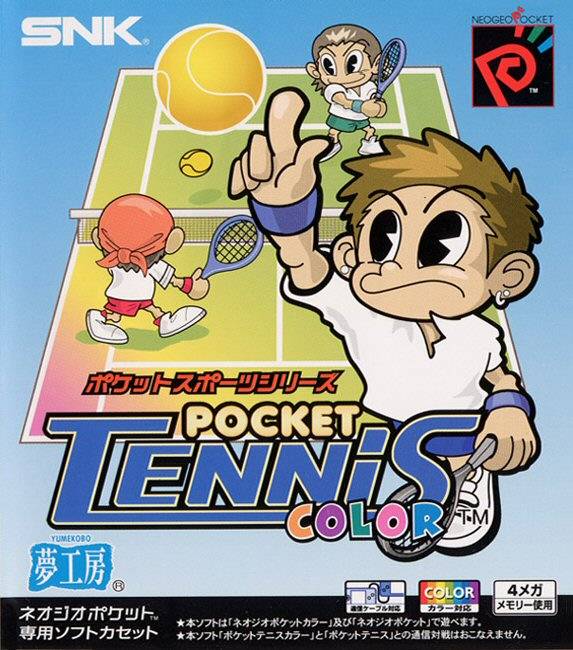 SNK®
NEOGEO POCKET
TM
ポケットスポーツシリーズ
POCKET
TENNiS
COLOR TM
YUMEKOBO
夢工房®
通信ケーブル対応
COLOR
カラー対応
4メガ
メモリー使用
ネオジオポケット™
専用ソフトカセット
★本ソフトは「ネオジオポケットカラー」及び「ネオジオポケット」で遊べます。
★本ソフト「ポケットテニスカラー」と「ポケットテニス」との通信対戦はおこなえません。